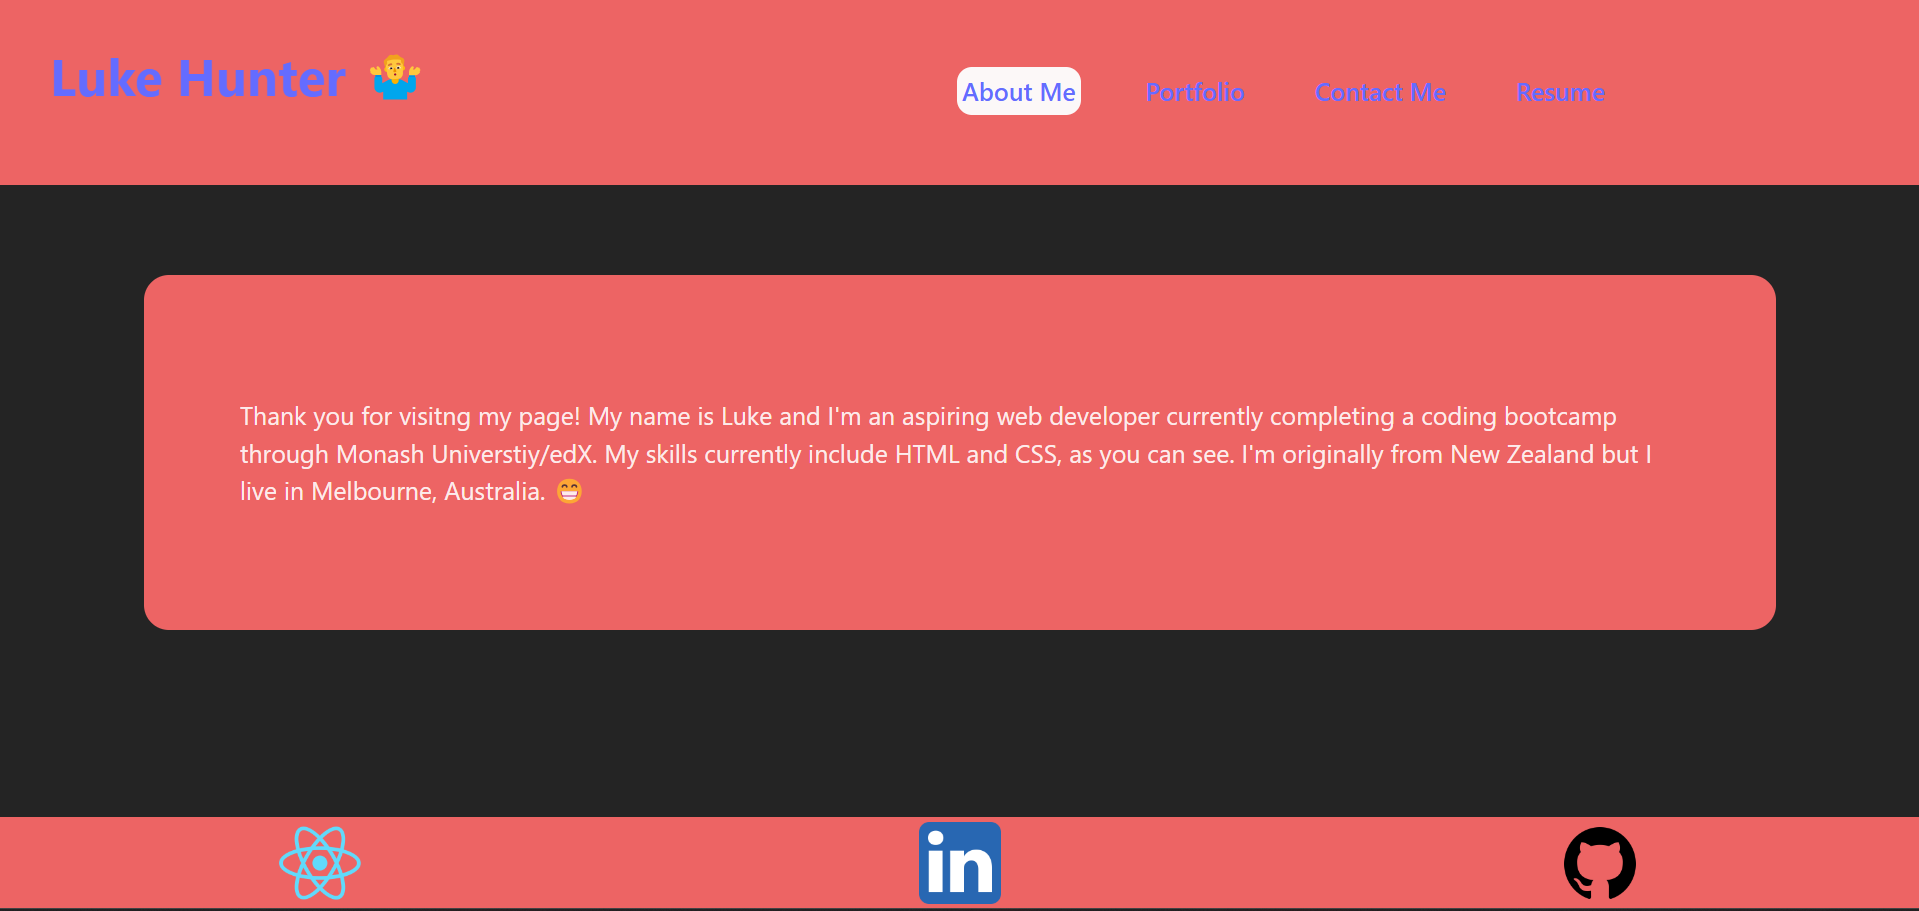 Luke Hunter 🤷‍♂️
About Me
Portfolio
Contact Me
Resume
Thank you for visitng my page! My name is Luke and I'm an aspiring web developer currently completing a coding bootcamp
through Monash Universtiy/edX. My skills currently include HTML and CSS, as you can see. I'm originally from New Zealand but I
live in Melbourne, Australia. 😁
in